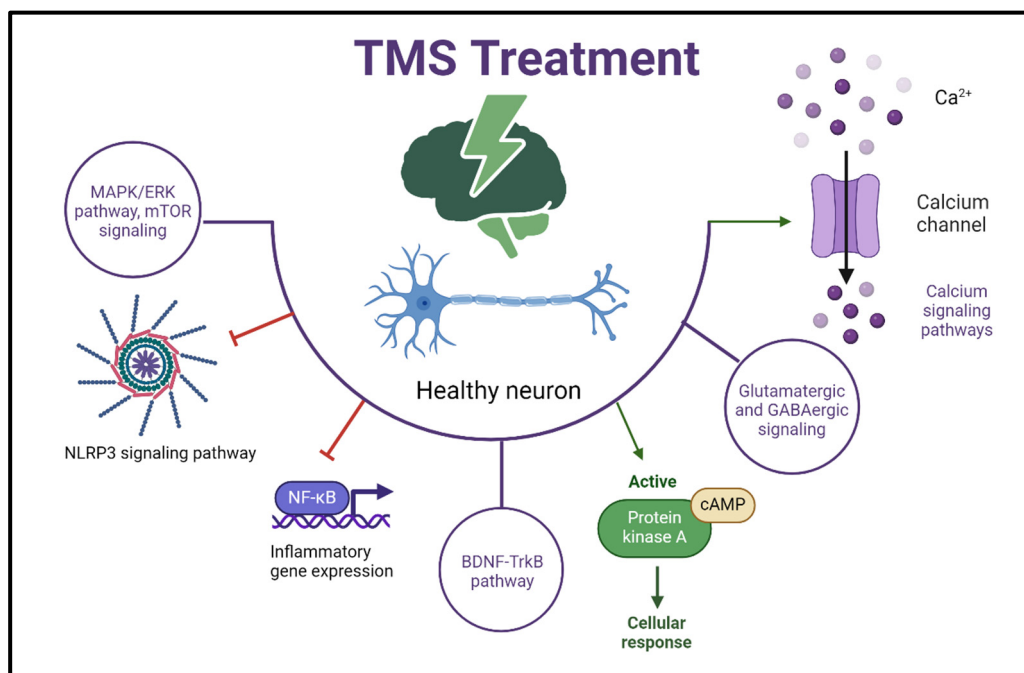 TMS Treatment
Ca²⁺
MAPK/ERK
pathway, mTOR
signaling
Calcium
channel
Calcium
signaling
pathways
Healthy neuron
Glutamatergic
and GABAergic
signaling
NLRP3 signaling pathway
NF-κB
Inflammatory
gene expression
BDNF-TrkB
pathway
Active
cAMP
Protein
kinase A
Cellular
response